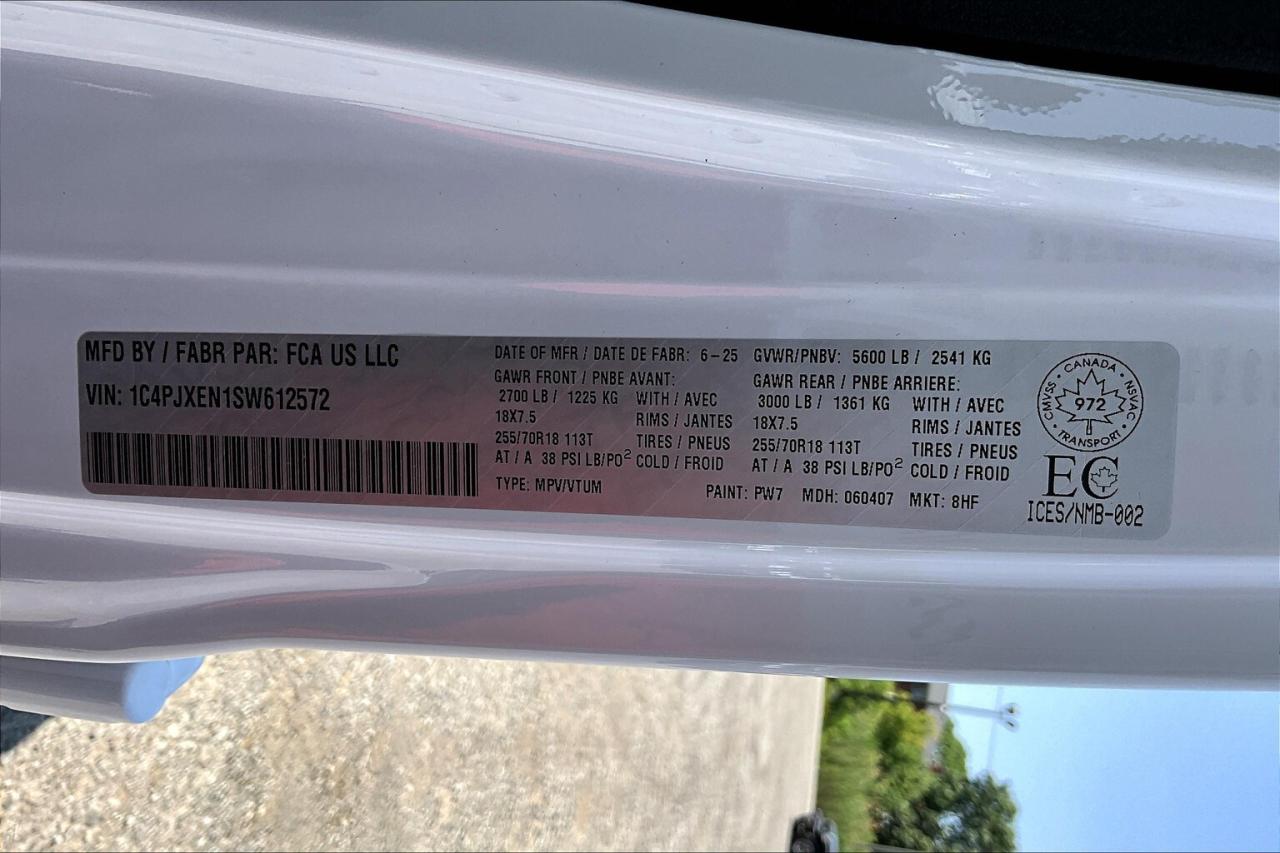 MFD BY / FABR PAR: FCA US LLC
VIN: 1C4PJXEN1SW612572
DATE OF MFR / DATE DE FABR: 6-25 GVWR/PNBV: 5600 LB / 2541 KG
GAWR FRONT / PNBE AVANT: GAWR REAR / PNBE ARRIERE:
2700 LB / 1225 KG WITH / AVEC 3000 LB / 1361 KG WITH / AVEC
18X7.5 RIMS / JANTES 18X7.5 RIMS / JANTES
255/70R18 113T TIRES / PNEUS 255/70R18 113T TIRES / PNEUS
AT / A 38 PSI LB/PO² COLD / FROID AT / A 38 PSI LB/PO² COLD / FROID
TYPE: MPV/VTUM PAINT: PW7 MDH: 060407 MKT: 8HF
CMVSS · CANADA · NSVAC · TRANSPORT ·
972
EC
ICES/NMB-002